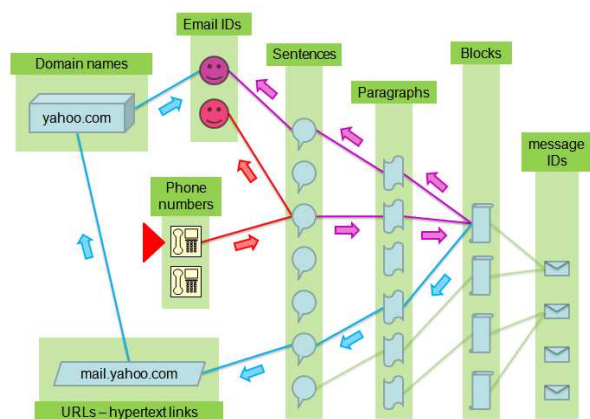 Email IDs
Domain names
Sentences
Blocks
Paragraphs
yahoo.com
message
IDs
Phone
numbers
mail.yahoo.com
URLs – hypertext links